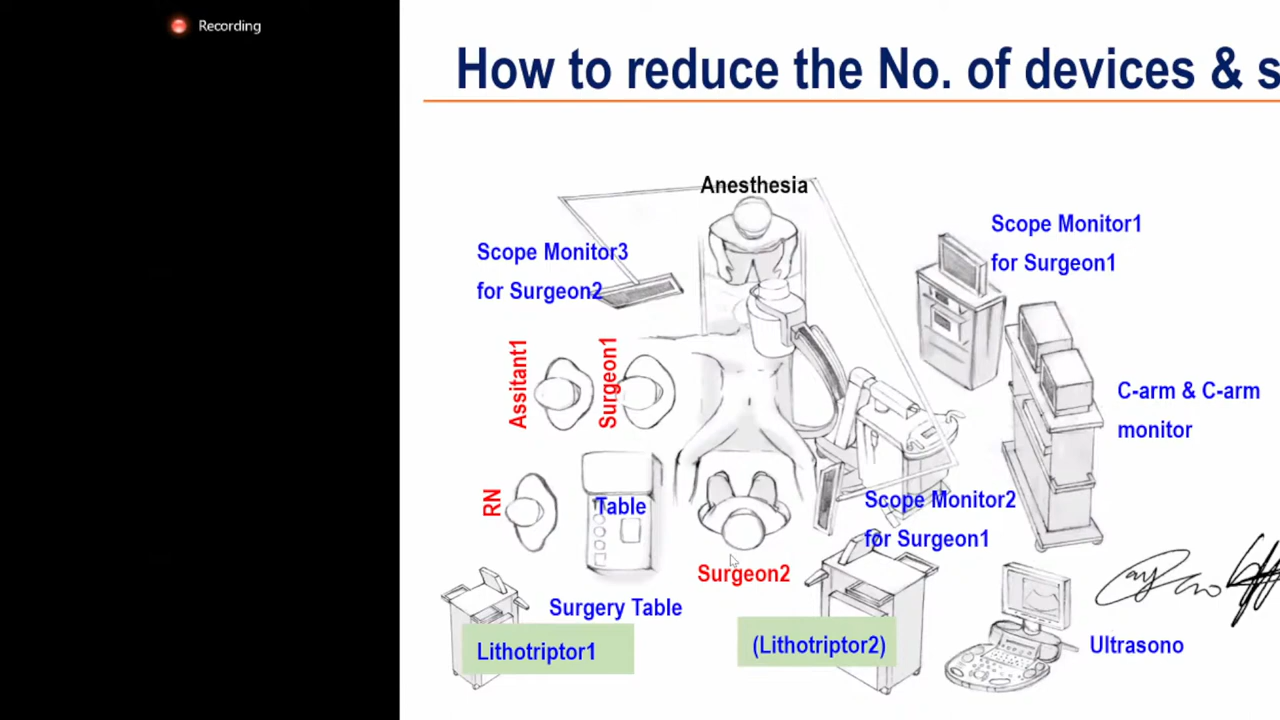 Recording
How to reduce the No. of devices & s
Anesthesia
Scope Monitor1
for Surgeon1
Scope Monitor3
for Surgeon2
Assitant1
Surgeon1
C-arm & C-arm
monitor
RN
Table
Scope Monitor2
for Surgeon1
Surgeon2
Surgery Table
Lithotriptor1
(Lithotriptor2)
Ultrasono